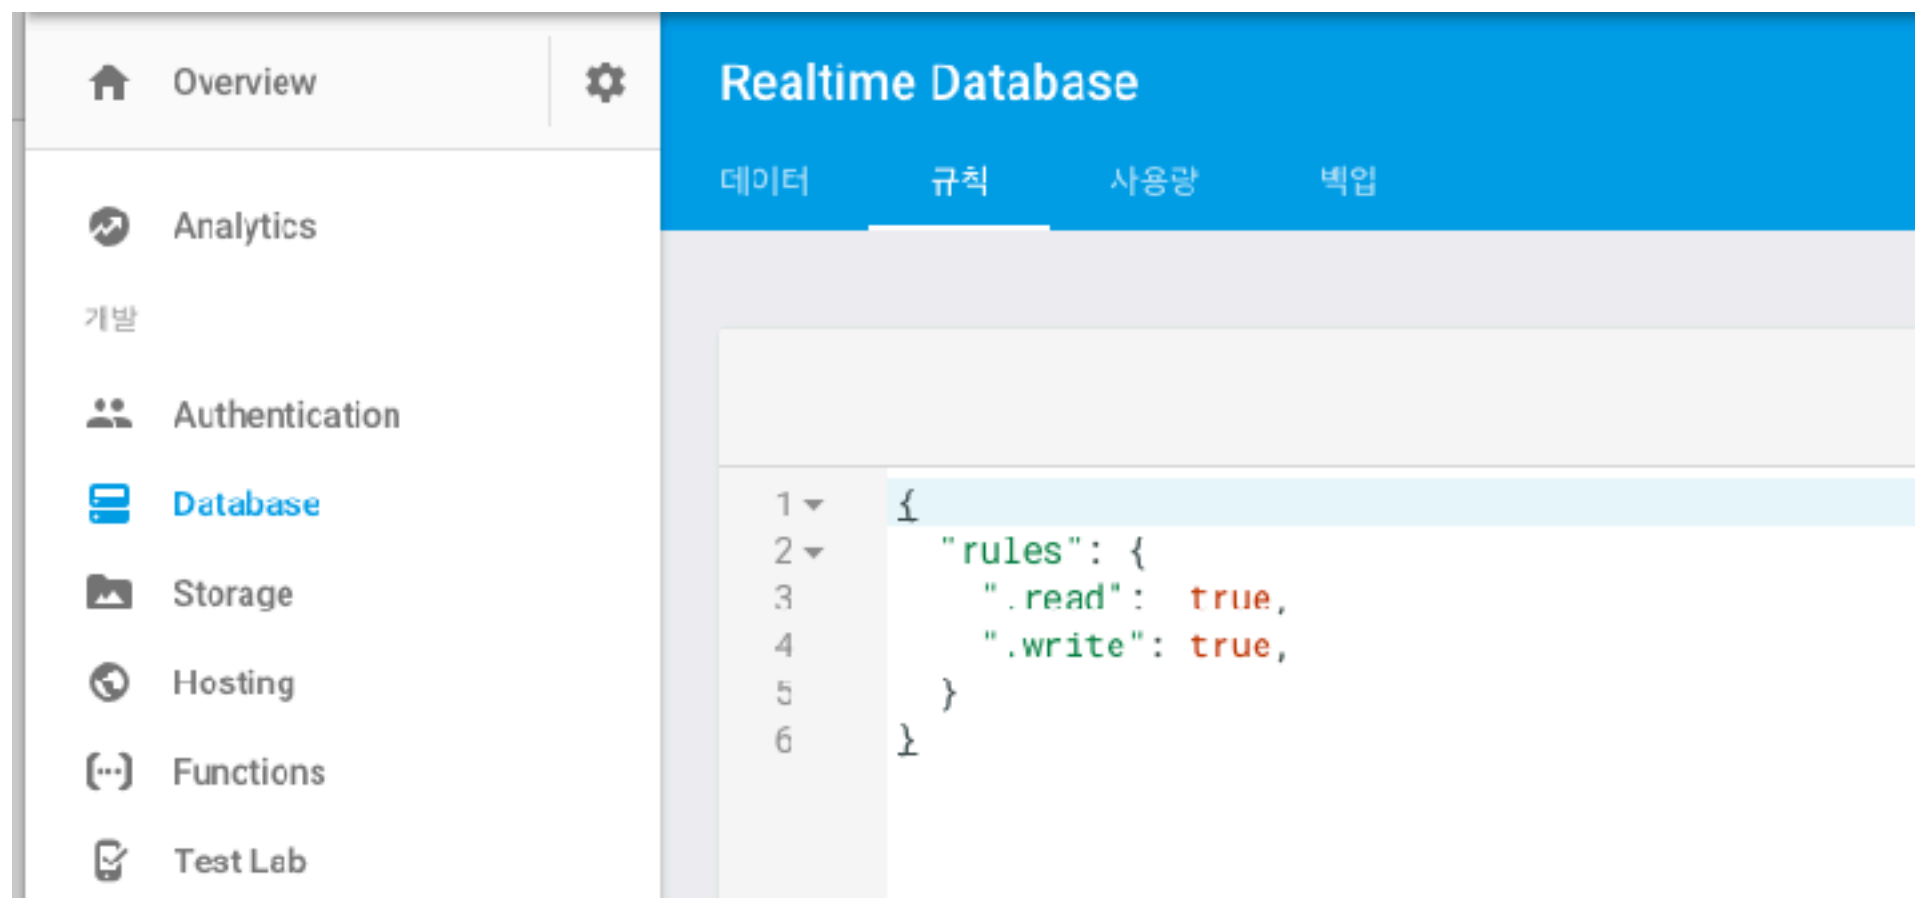 Overview
Analytics
개발
Authentication
Database
Storage
Hosting
Functions
Test Lab
Realtime Database
데이터 규칙 사용량 백업
1 {
2 "rules": {
3 ".read": true,
4 ".write": true,
5 }
6 }